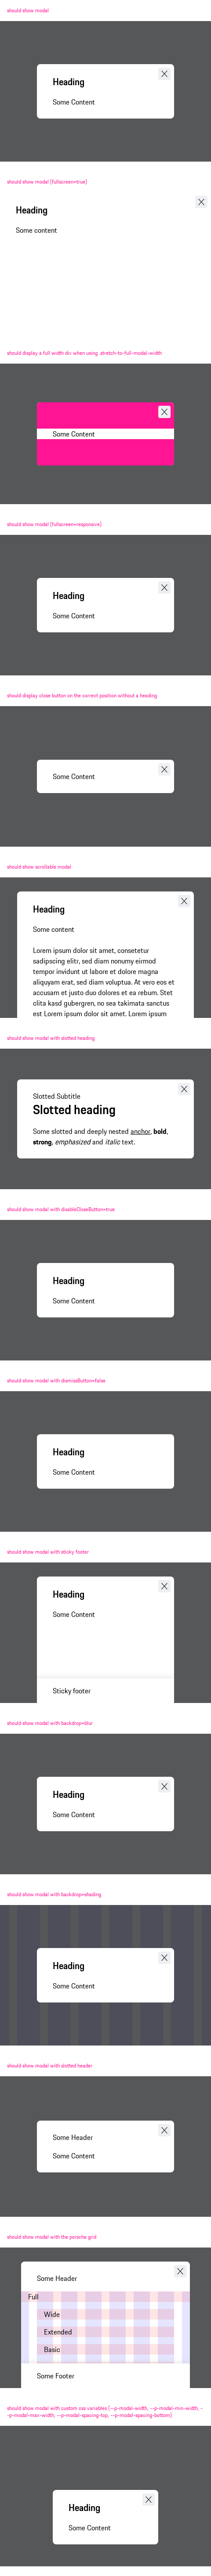 should show modal
Heading
Some Content
should show modal (fullscreen=true)
Heading
Some content
should display a full width div when using .stretch-to-full-modal-width
Some Content
should show modal (fullscreen=responsive)
Heading
Some Content
should display close button on the correct position without a heading
Some Content
should show scrollable modal
Heading
Some content
Lorem ipsum dolor sit amet, consetetur
sadipscing elitr, sed diam nonumy eirmod
tempor invidunt ut labore et dolore magna
aliquyam erat, sed diam voluptua. At vero eos et
accusam et justo duo dolores et ea rebum. Stet
clita kasd gubergren, no sea takimata sanctus
est Lorem ipsum dolor sit amet. Lorem ipsum
should show modal with slotted heading
Slotted Subtitle
Slotted heading
Some slotted and deeply nested anchor, bold,
strong, emphasized and italic text.
should show modal with disableCloseButton=true
Heading
Some Content
should show modal with dismissButton=false
Heading
Some Content
should show modal with sticky footer
Heading
Some Content
Sticky footer
should show modal with backdrop=blur
Heading
Some Content
should show modal with backdrop=shading
Heading
Some Content
should show modal with slotted header
Some Header
Some Content
should show modal with the porsche grid
Some Header
Full
Wide
Extended
Basic
Some Footer
should show modal with custom css variables (--p-modal-width, --p-modal-min-width, -
-p-modal-max-width, --p-modal-spacing-top, --p-modal-spacing-bottom)
Heading
Some Content